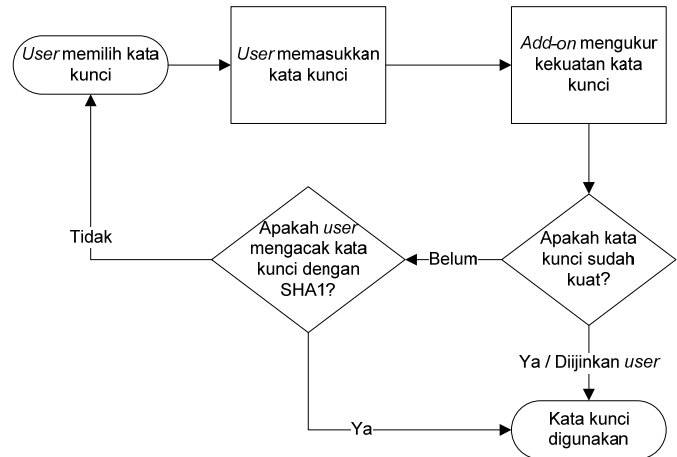 User memilih kata
kunci
User memasukkan
kata kunci
Add-on mengukur
kekuatan kata
kunci
Tidak
Apakah user
mengacak kata
kunci dengan
SHA1?
Belum
Apakah kata
kunci sudah
kuat?
Ya / Diijinkan user
Ya
Kata kunci
digunakan